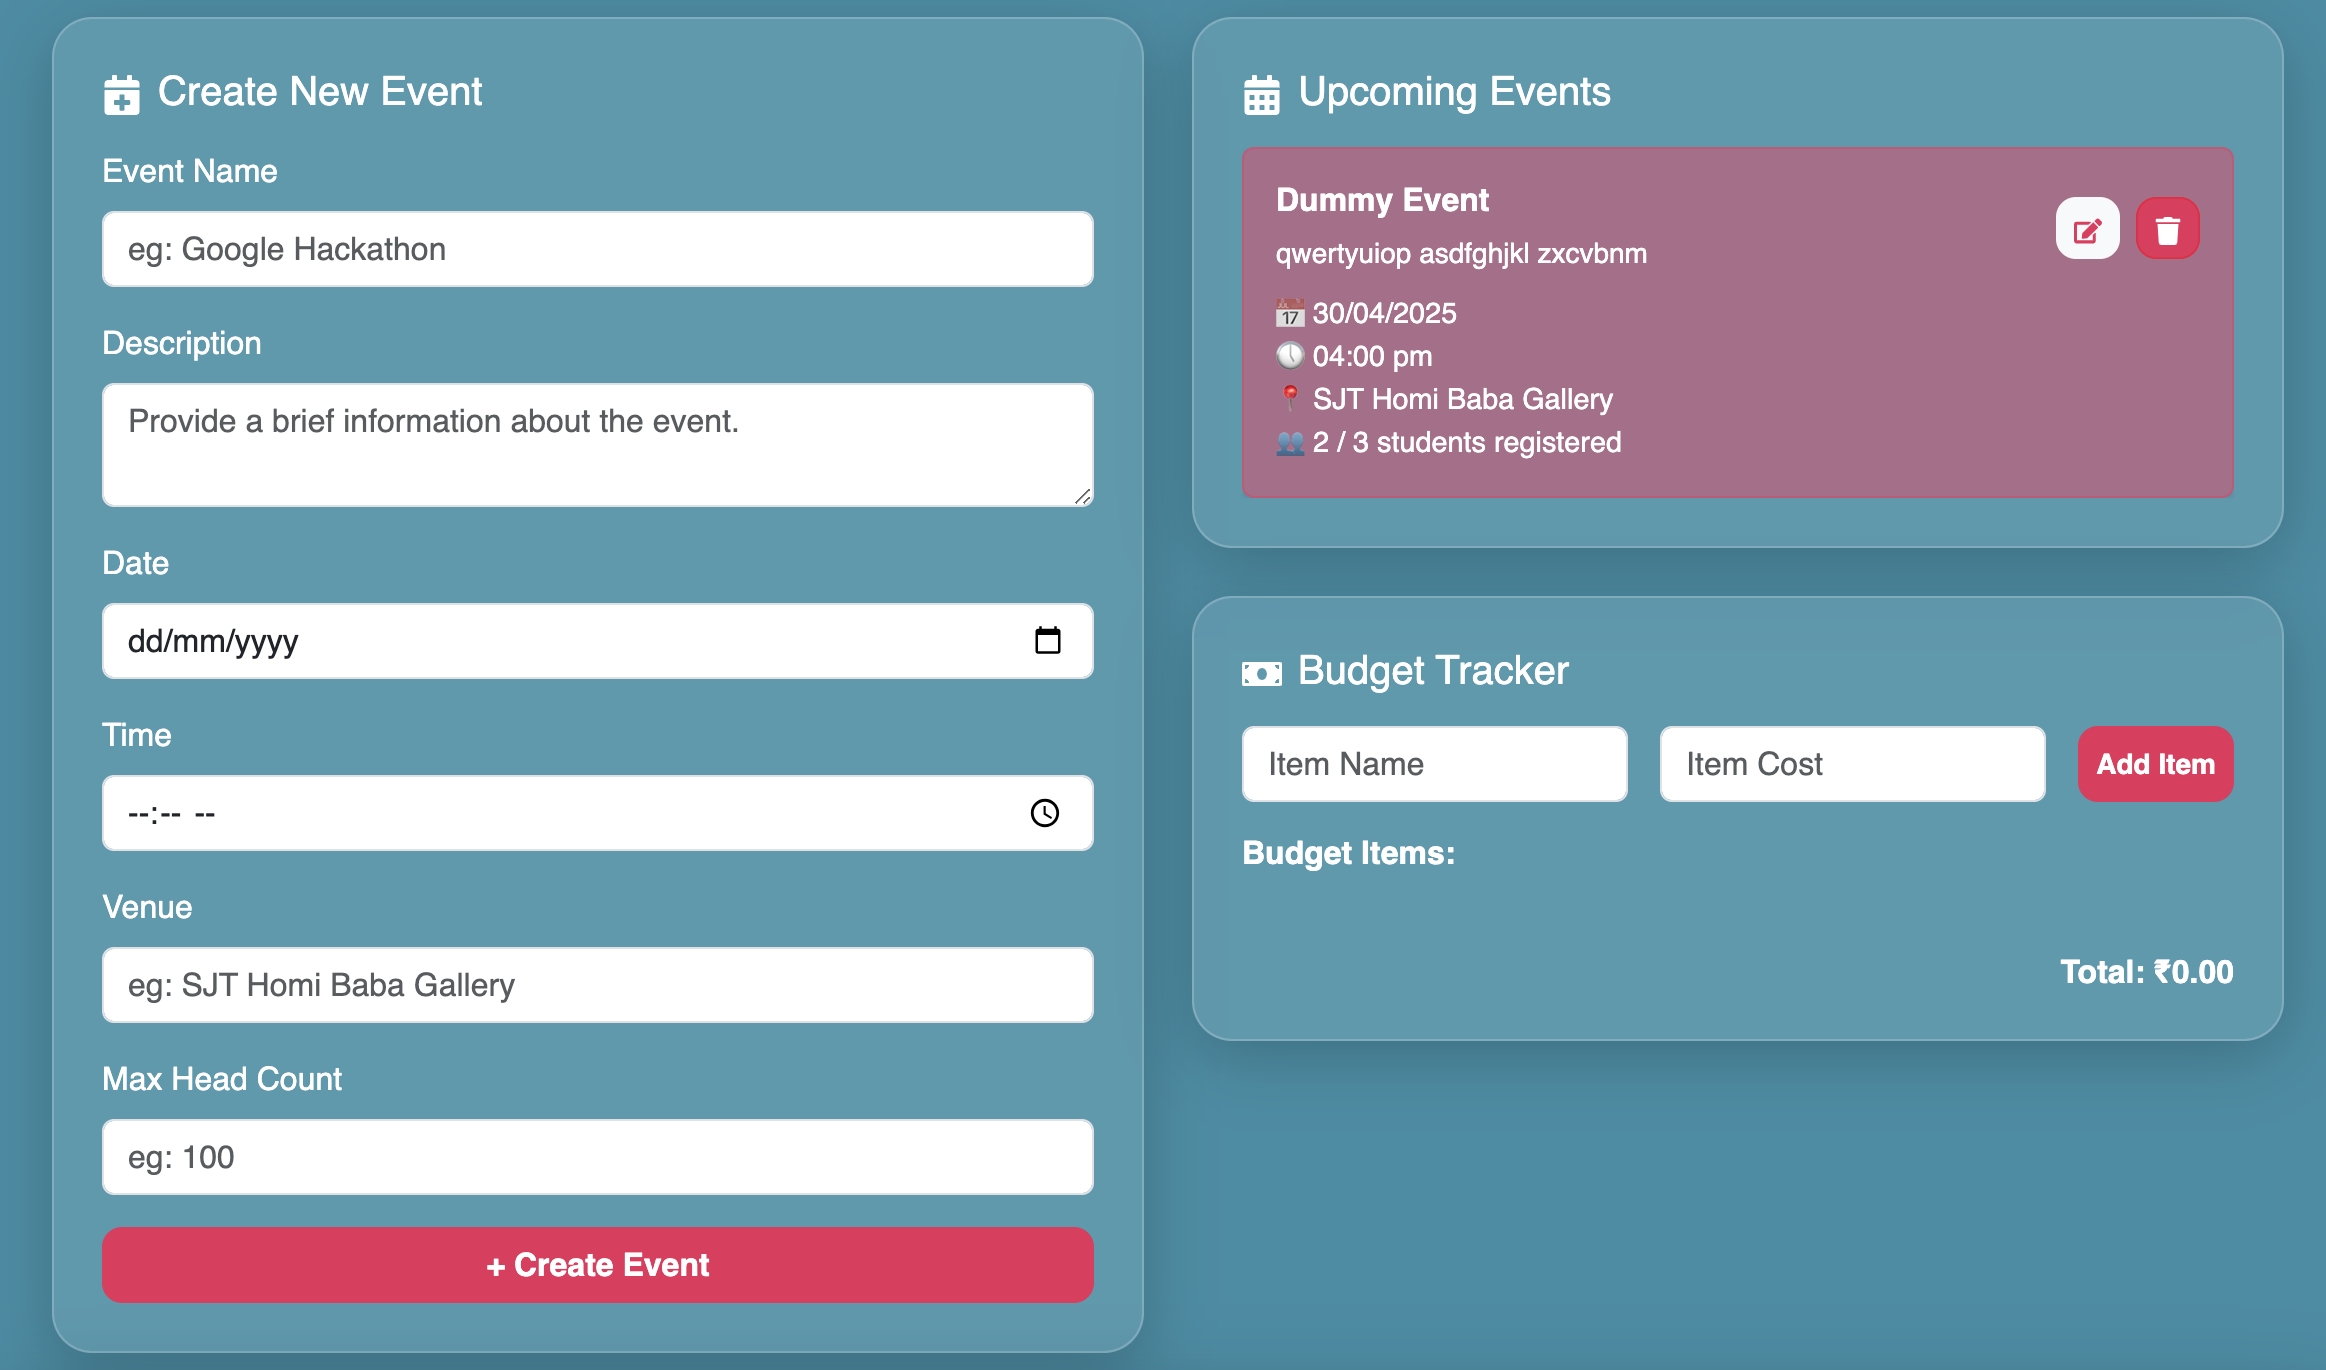 Create New Event
Event Name
eg: Google Hackathon
Description
Provide a brief information about the event.
Date
dd/mm/yyyy
Time
--:-- --
Venue
eg: SJT Homi Baba Gallery
Max Head Count
eg: 100
+ Create Event
Upcoming Events
Dummy Event
qwertyuiop asdfghjkl zxcvbnm
📅 30/04/2025
🕔 04:00 pm
📍 SJT Homi Baba Gallery
👥 2 / 3 students registered
Budget Tracker
Item Name Item Cost Add Item
Budget Items:
Total: ₹0.00